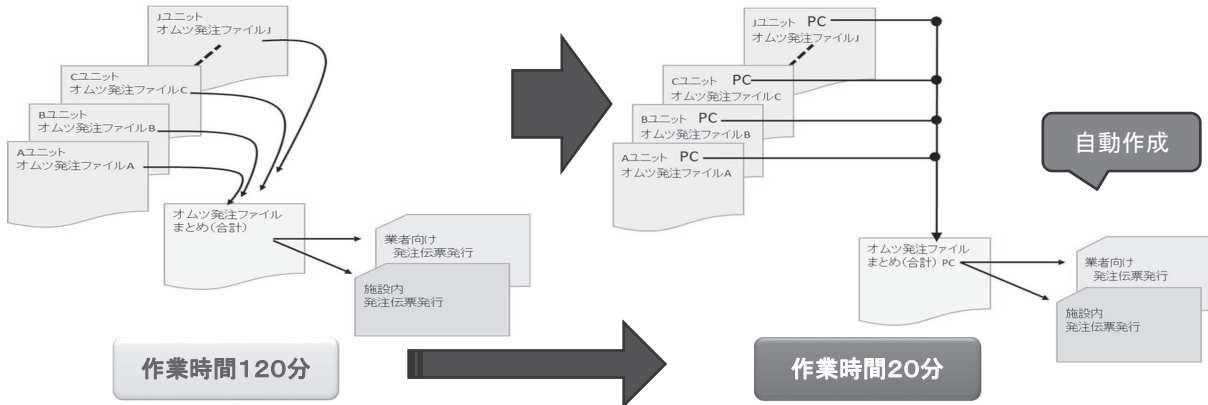 Jユニット
オムツ発注ファイルJ
Cユニット
オムツ発注ファイルC
Bユニット
オムツ発注ファイルB
Aユニット
オムツ発注ファイルA
オムツ発注ファイル
まとめ(合計)
業者向け
発注伝票発行
施設内
発注伝票発行
作業時間120分
Jユニット PC
オムツ発注ファイルJ
Cユニット PC
オムツ発注ファイルC
Bユニット PC
オムツ発注ファイルB
Aユニット PC
オムツ発注ファイルA
自動作成
オムツ発注ファイル
まとめ(合計) PC
業者向け
発注伝票発行
施設内
発注伝票発行
作業時間20分